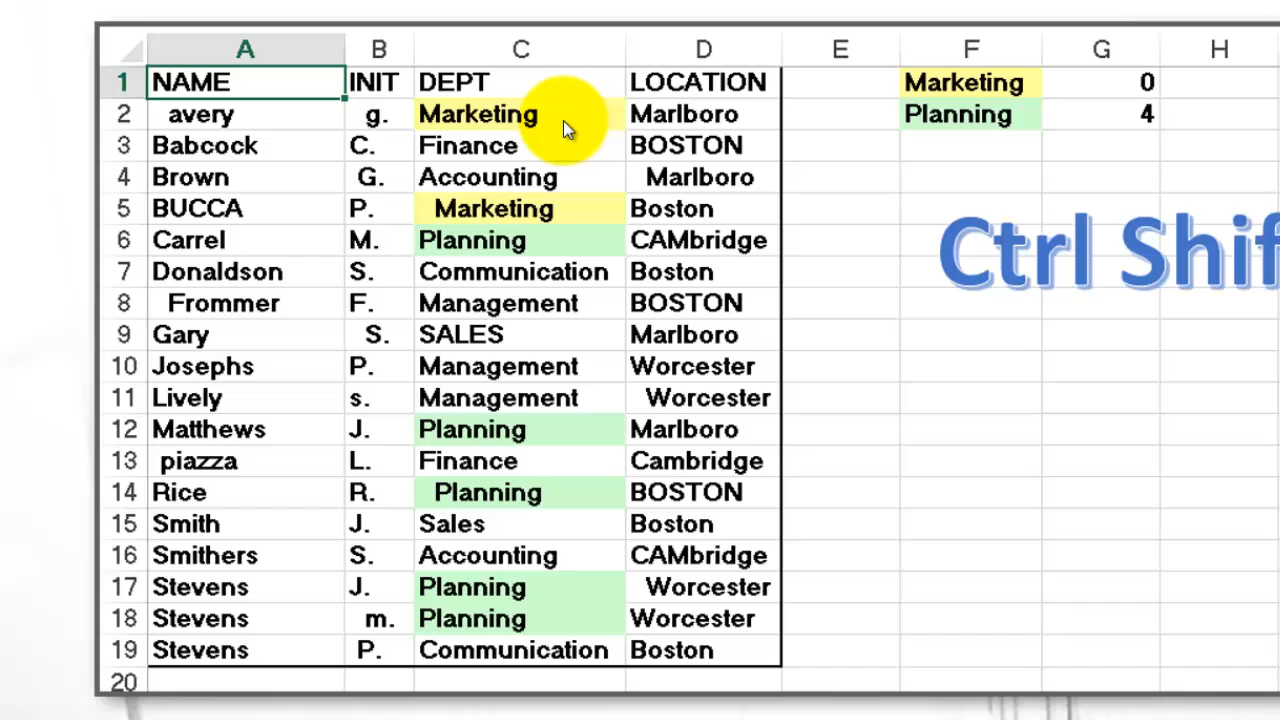 A B C D E F G H
1 NAME INIT DEPT LOCATION Marketing 0
2 avery g. Marketing Marlboro Planning 4
3 Babcock C. Finance BOSTON
4 Brown G. Accounting Marlboro
5 BUCCA P. Marketing Boston
6 Carrel M. Planning CAMbridge
Ctrl Shif
7 Donaldson S. Communication Boston
8 Frommer F. Management BOSTON
9 Gary S. SALES Marlboro
10 Josephs P. Management Worcester
11 Lively s. Management Worcester
12 Matthews J. Planning Marlboro
13 piazza L. Finance Cambridge
14 Rice R. Planning BOSTON
15 Smith J. Sales Boston
16 Smithers S. Accounting CAMbridge
17 Stevens J. Planning Worcester
18 Stevens m. Planning Worcester
19 Stevens P. Communication Boston
20